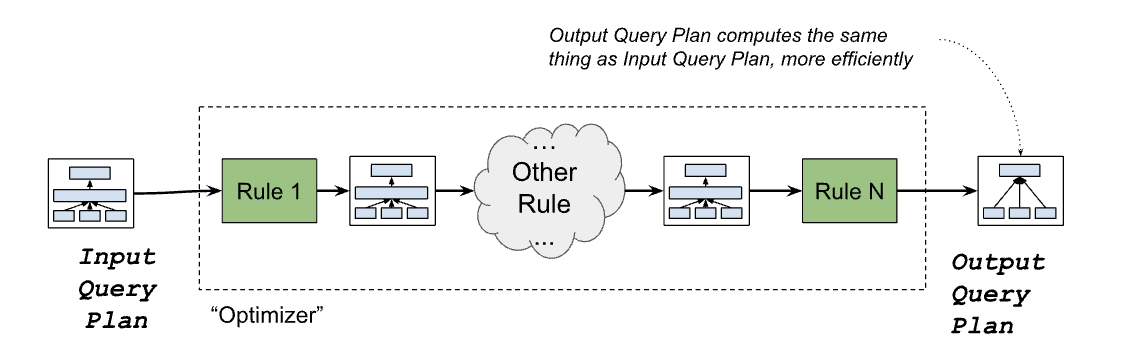 Output Query Plan computes the same
thing as Input Query Plan, more efficiently
Rule 1
...
Other
Rule
...
Rule N
Input
Query
Plan
Output
Query
Plan
“Optimizer”